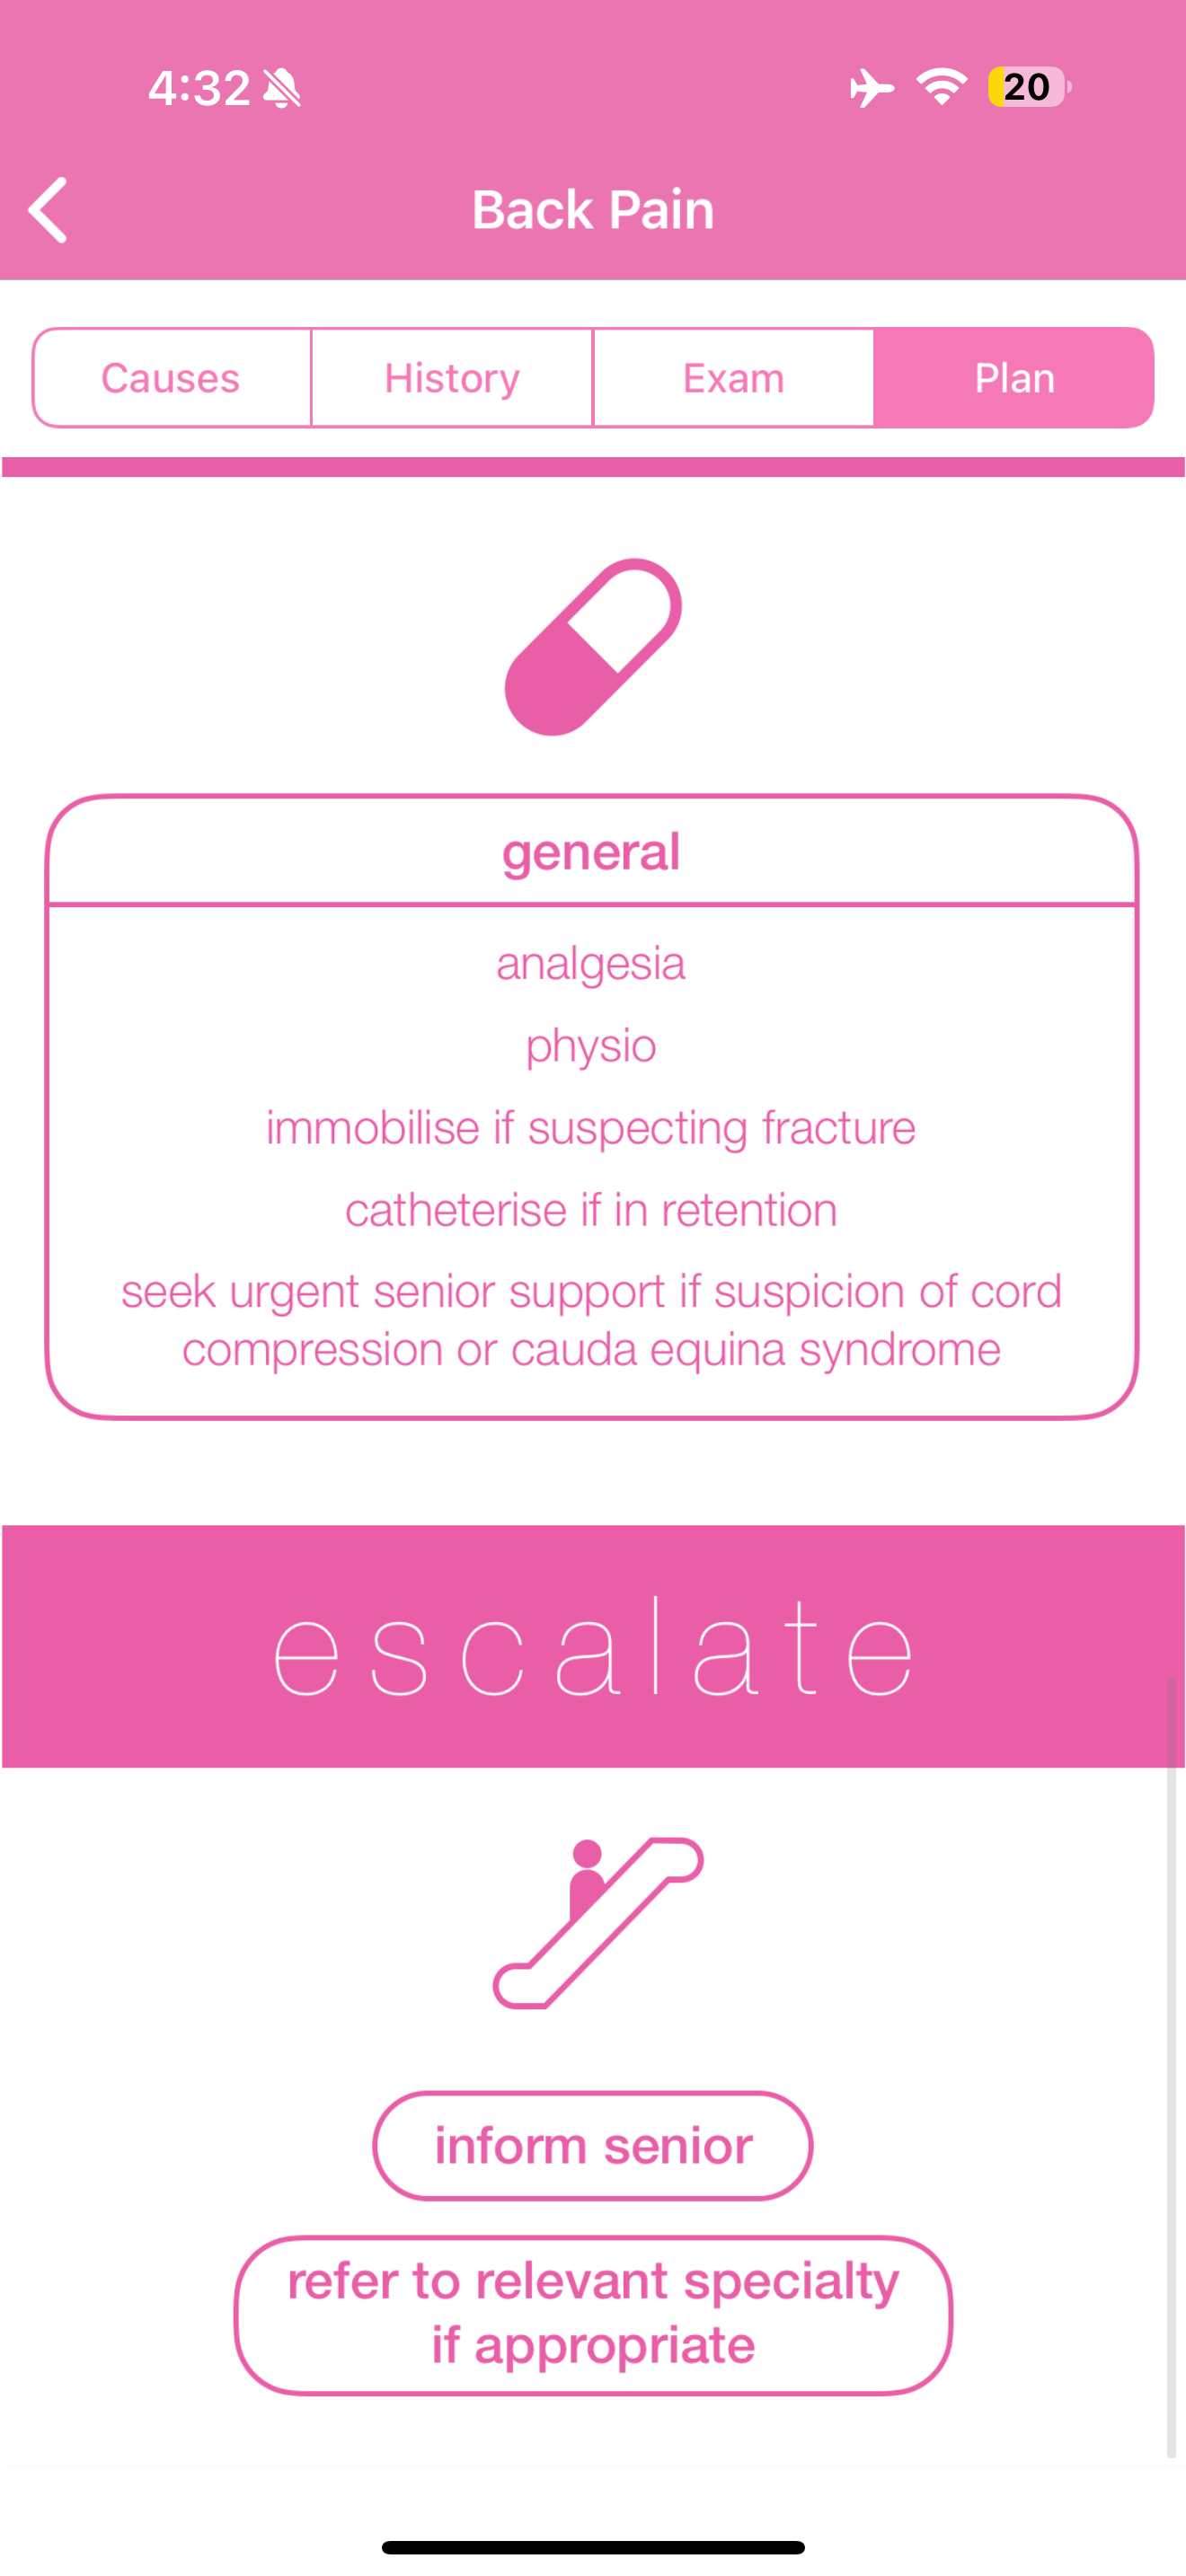 4:32
20
Back Pain
Causes
History
Exam
Plan
general
analgesia
physio
immobilise if suspecting fracture
catheterise if in retention
seek urgent senior support if suspicion of cord
compression or cauda equina syndrome
escalate
inform senior
refer to relevant specialty
if appropriate